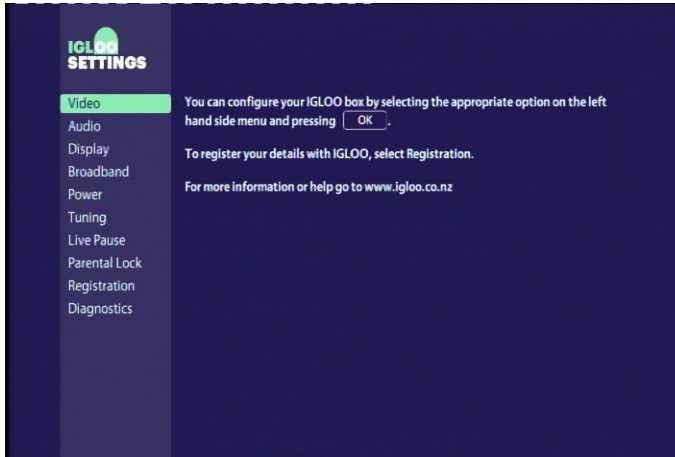 IGLOO
SETTINGS
Video
Audio
Display
Broadband
Power
Tuning
Live Pause
Parental Lock
Registration
Diagnostics
You can configure your IGLOO box by selecting the appropriate option on the left
hand side menu and pressing OK .
To register your details with IGLOO, select Registration.
For more information or help go to www.igloo.co.nz